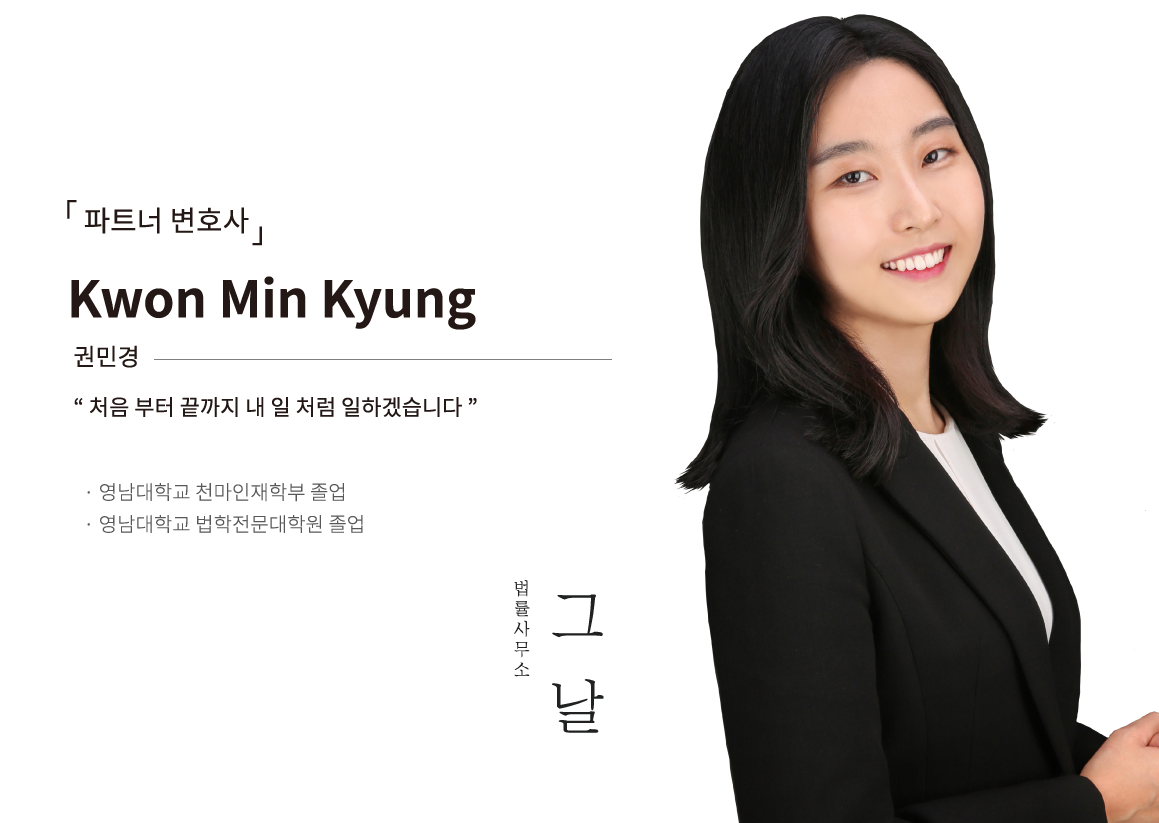 「 파트너 변호사 」
Kwon Min Kyung
권민경
“ 처음 부터 끝까지 내 일 처럼 일하겠습니다 ”
· 영남대학교 천마인재학부 졸업
· 영남대학교 법학전문대학원 졸업
법률사무소
그날